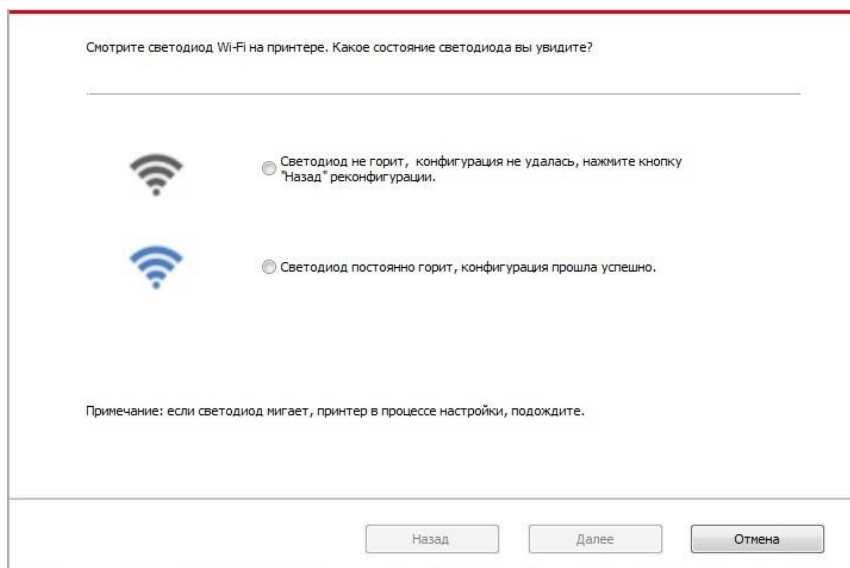 Смотрите светодиод Wi-Fi на принтере. Какое состояние светодиода вы увидите?
Светодиод не горит, конфигурация не удалась, нажмите кнопку
"Назад" реконфигурации.
Светодиод постоянно горит, конфигурация прошла успешно.
Примечание: если светодиод мигает, принтер в процессе настройки, подождите.
Назад
Далее
Отмена